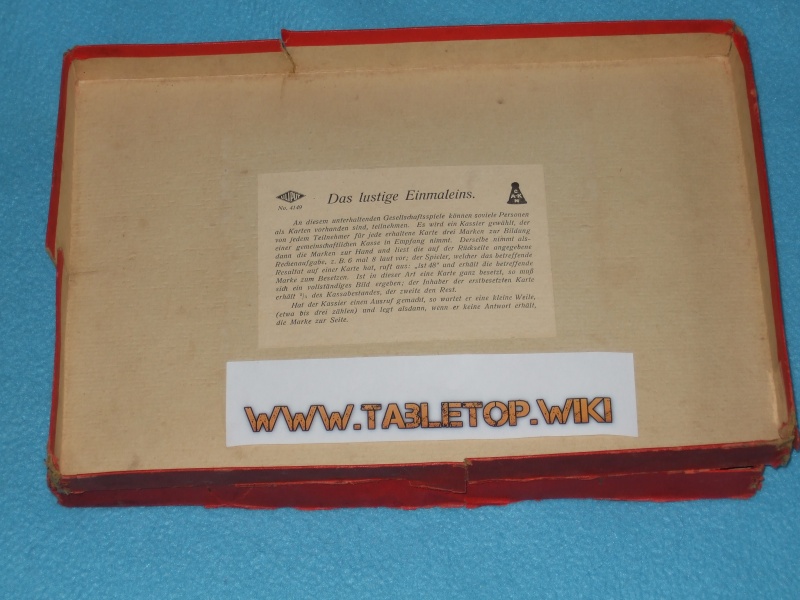 LILIPUT
No. 4140
Das lustige Einmaleins.
An diesem unterhaltenden Gesellschaftsspiele können soviele Personen
als Karten vorhanden sind, teilnehmen. Es wird ein Kassier gewählt, der
von jedem Teilnehmer für jede erhaltene Karte drei Marken zur Bildung
einer gemeinschaftlichen Kasse in Empfang nimmt. Derselbe nimmt als-
dann die Marken zur Hand und liest die auf der Rückseite angegebene
Rechenaufgabe, z. B. 6 mal 8 laut vor; der Spieler, welcher das betreffende
Resultat auf einer Karte hat, ruft aus: „Ist 48“ und erhält die betreffende
Marke zum Besetzen. Ist in dieser Art eine Karte ganz besetzt, so muß
sich ein vollständiges Bild ergeben; der Inhaber der erstbesetzten Karte
erhält ²/₃ des Kassabestandes, der zweite den Rest.
Hat der Kassier einen Ausruf gemacht, so wartet er eine kleine Weile,
(etwa bis drei zählen) und legt alsdann, wenn er keine Antwort erhält,
die Marke zur Seite.
WWW.TABLETOP.WIKI